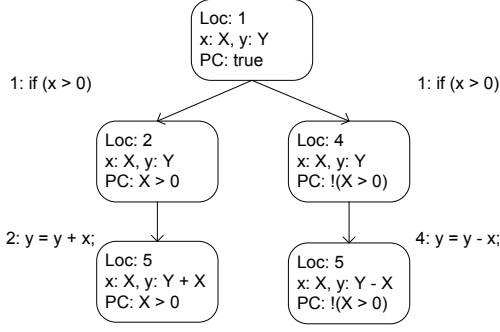 Loc: 1
x: X, y: Y
PC: true
1: if (x > 0)
1: if (x > 0)
Loc: 2
x: X, y: Y
PC: X > 0
Loc: 4
x: X, y: Y
PC: !(X > 0)
2: y = y + x;
4: y = y - x;
Loc: 5
x: X, y: Y + X
PC: X > 0
Loc: 5
x: X, y: Y - X
PC: !(X > 0)